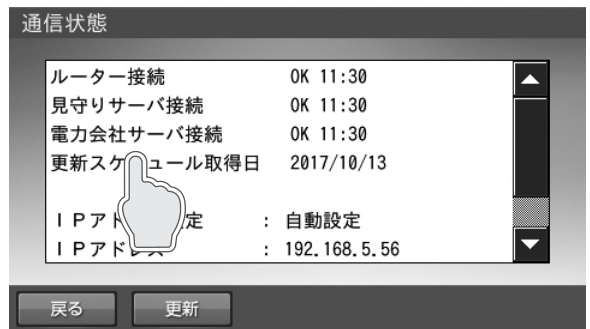 通信状態
ルーター接続 OK 11:30
見守りサーバ接続 OK 11:30
電力会社サーバ接続 OK 11:30
更新スケジュール取得日 2017/10/13
IPアド 定 : 自動設定
IPアドレス : 192.168.5.56
戻る 更新